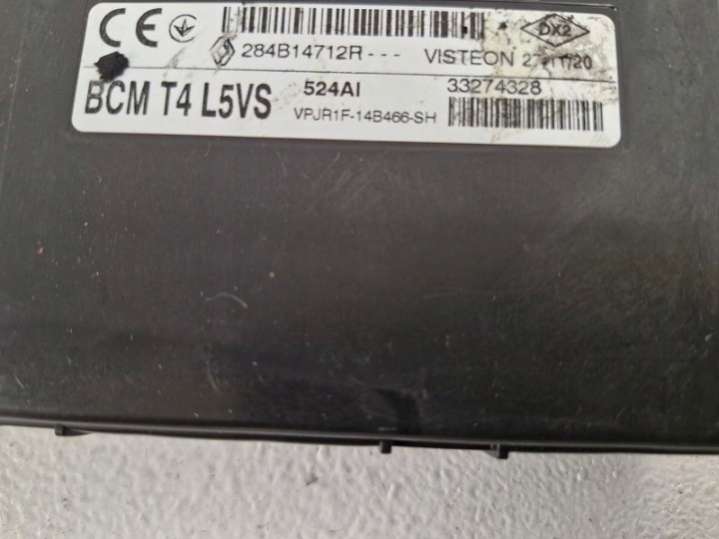 CE DX2
284B14712R--- VISTEON
BCM T4 L5VS 524AI 33274328
VPJR1F-14B466-SH